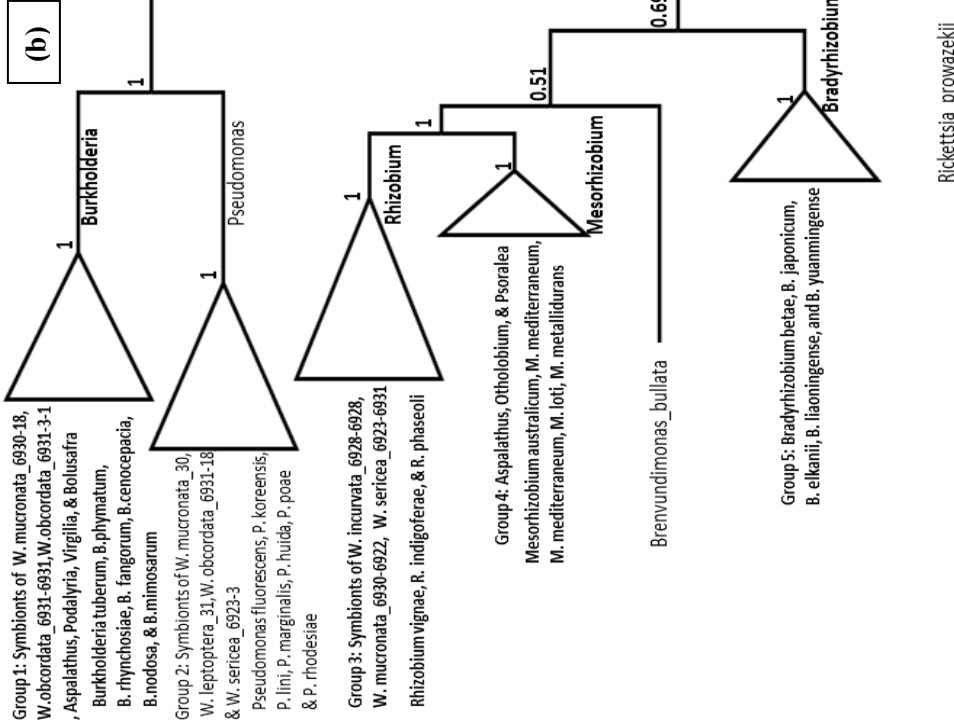 (b)
1
1
Burkholderia
1
Pseudomonas
Group 1: Symbionts of W. mucronata_6930-18,
W.obcordata_6931-6931,W.obcordata_6931-3-1
, Aspalathus, Podalyria, Virgilia, & Bolusafra
Burkholderia tuberum, B.phymatum,
B. rhynchosiae, B. fangorum, B.cenocepacia,
B.nodosa, & B.mimosarum
Group 2: Symbionts of W. mucronata_30,
W. leptoptera_31,W. obcordata_6931-18
& W. sericea_6923-3
Pseudomonas fluorescens, P. koreensis,
P. lini, P. marginalis, P. huida, P. poae
& P. rhodesiae
1
Rhizobium
1
1
Mesorhizobium
0.51
0.69
Group 3: Symbionts of W. incurvata_6928-6928,
W. mucronata_6930-6922, W. sericea_6923-6931
Rhizobium vignae, R. indigoferae, & R. phaseoli
Group 4: Aspalathus, Otholobium, & Psoralea
Mesorhizobium australicum, M. mediterraneum,
M. mediterraneum, M. loti, M. metallidurans
Brenvundimonas_bullata
1
Bradyrhizobium
Group 5: Bradyrhizobium betae, B. japonicum,
B. elkanii, B. liaoningense, and B. yuanmingense
Rickettsia_prowazekii